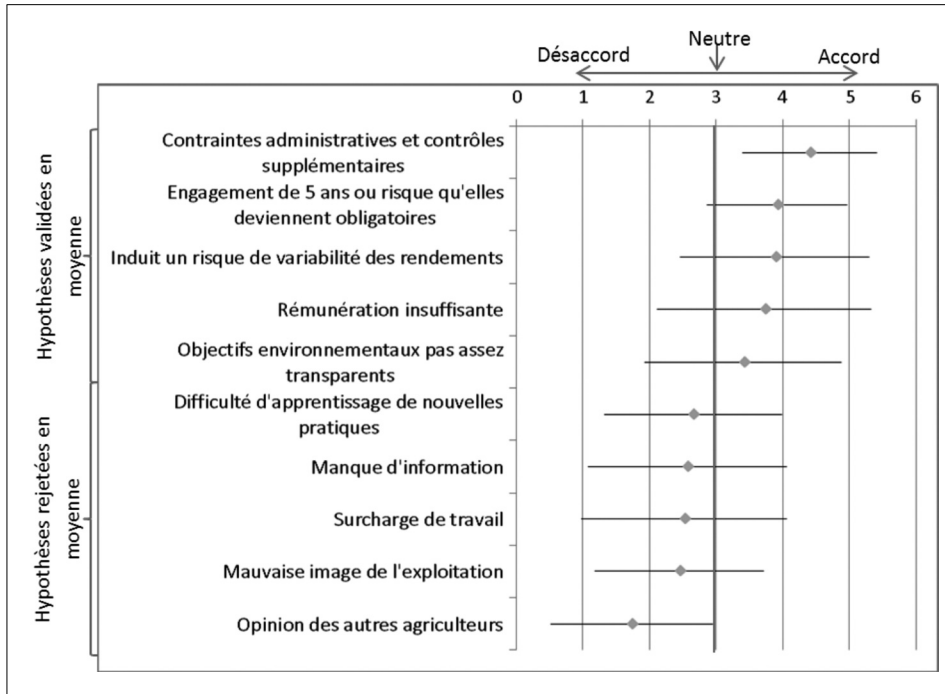 Neutre
Désaccord
Accord
0 1 2 3 4 5 6
Hypothèses validées en
moyenne
Contraintes administratives et contrôles
supplémentaires
Engagement de 5 ans ou risque qu'elles
deviennent obligatoires
Induit un risque de variabilité des rendements
Rémunération insuffisante
Objectifs environnementaux pas assez
transparents
Hypothèses rejetées en
moyenne
Difficulté d'apprentissage de nouvelles
pratiques
Manque d'information
Surcharge de travail
Mauvaise image de l'exploitation
Opinion des autres agriculteurs